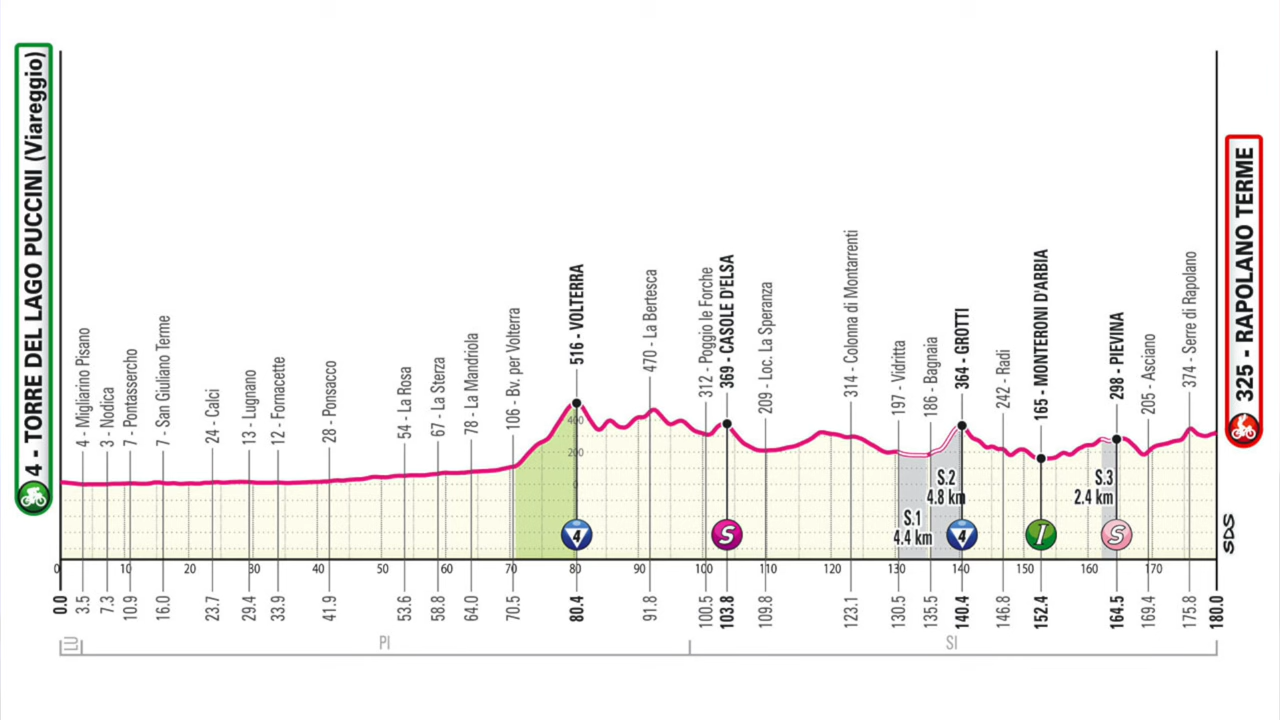 4 - TORRE DEL LAGO PUCCINI (Viareggio)
4 - Migliarino Pisano
3 - Nodica
7 - Pontasserchio
7 - San Giuliano Terme
24 - Calci
13 - Lugnano
12 - Fornacette
28 - Ponsacco
54 - La Rosa
67 - La Sterza
78 - La Mandriola
106 - Bv. per Volterra
516 - VOLTERRA
470 - La Bertesca
312 - Poggio le Forche
369 - CASOLE D'ELSA
209 - Loc. La Speranza
314 - Colonna di Montarrenti
197 - Vidritta
186 - Bagnaia
364 - GROTTI
242 - Radi
165 - MONTERONI D'ARBIA
298 - PIEVINA
205 - Asciano
374 - Serre di Rapolano
325 - RAPOLANO TERME
400
200
0
S.1
4.4 km
S.2
4.8 km
S.3
2.4 km
4
S
4
I
S
SDS
0 10 20 30 40 50 60 70 80 90 100 110 120 130 140 150 160 170
0.0 3.5 7.3 10.9 16.0 23.7 29.4 33.9 41.9 53.6 58.8 64.0 70.5 80.4 91.8 100.5 103.8 109.8 123.1 130.5 135.5 140.4 146.8 152.4 164.5 169.4 175.8 180.0
LU PI SI